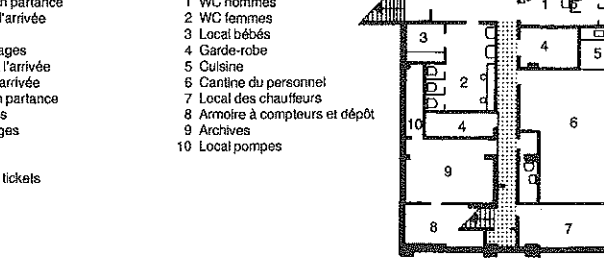 n partance
l'arrivée
ages
l'arrivée
arrivée
n partance
s
ges
tickets
1 WC hommes
2 WC femmes
3 Local bébés
4 Garde-robe
5 Cuisine
6 Cantine du personnel
7 Local des chauffeurs
8 Armoire à compteurs et dépôt
9 Archives
10 Local pompes
1
3
4
5
2
10
4
6
9
8
7